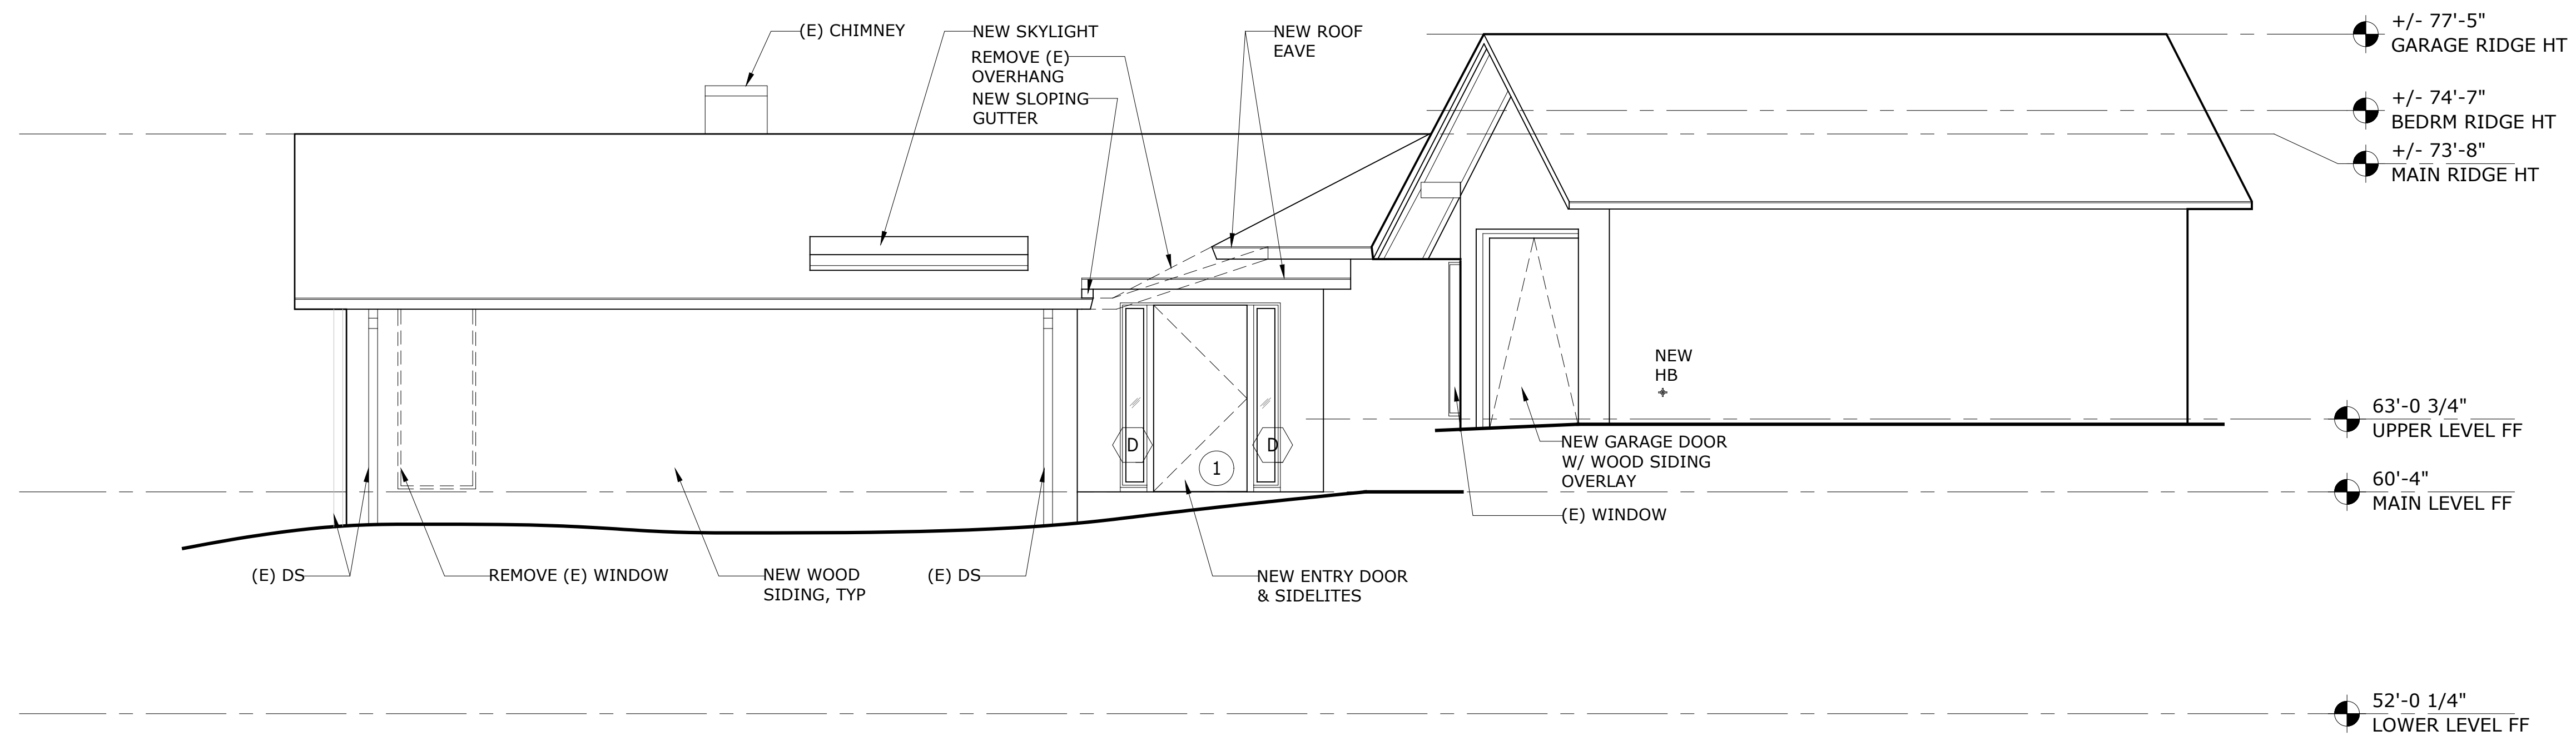 (E) CHIMNEY
NEW SKYLIGHT
REMOVE (E)
OVERHANG
NEW SLOPING
GUTTER
NEW ROOF
EAVE
+/- 77'-5"
GARAGE RIDGE HT
+/- 74'-7"
BEDRM RIDGE HT
+/- 73'-8"
MAIN RIDGE HT
NEW
HB
D
D
1
63'-0 3/4"
UPPER LEVEL FF
NEW GARAGE DOOR
W/ WOOD SIDING
OVERLAY
(E) WINDOW
60'-4"
MAIN LEVEL FF
(E) DS
REMOVE (E) WINDOW
NEW WOOD
SIDING, TYP
(E) DS
NEW ENTRY DOOR
& SIDELITES
52'-0 1/4"
LOWER LEVEL FF